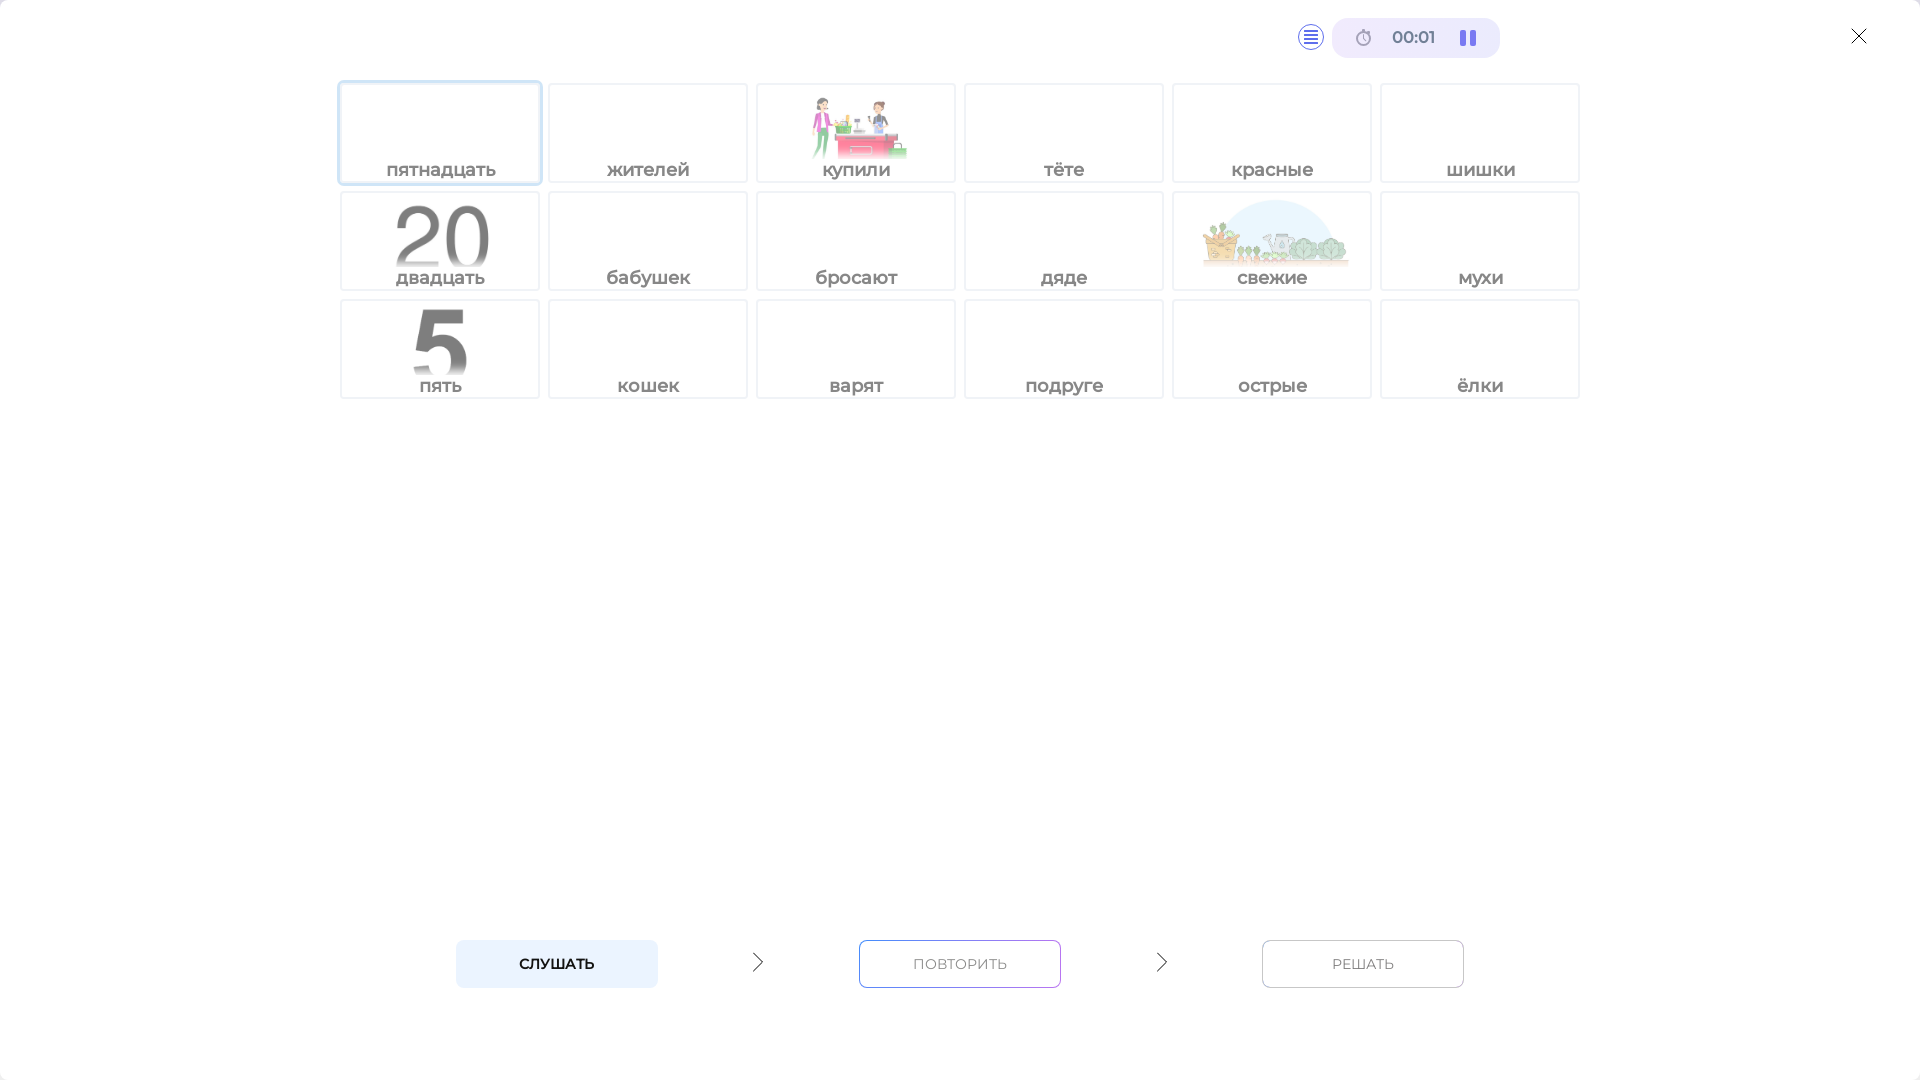 00:01
пятнадцать жителей купили тёте красные шишки
20
двадцать бабушек бросают дяде свежие мухи
5
пять кошек варят подруге острые ёлки
СЛУШАТЬ ПОВТОРИТЬ РЕШАТЬ